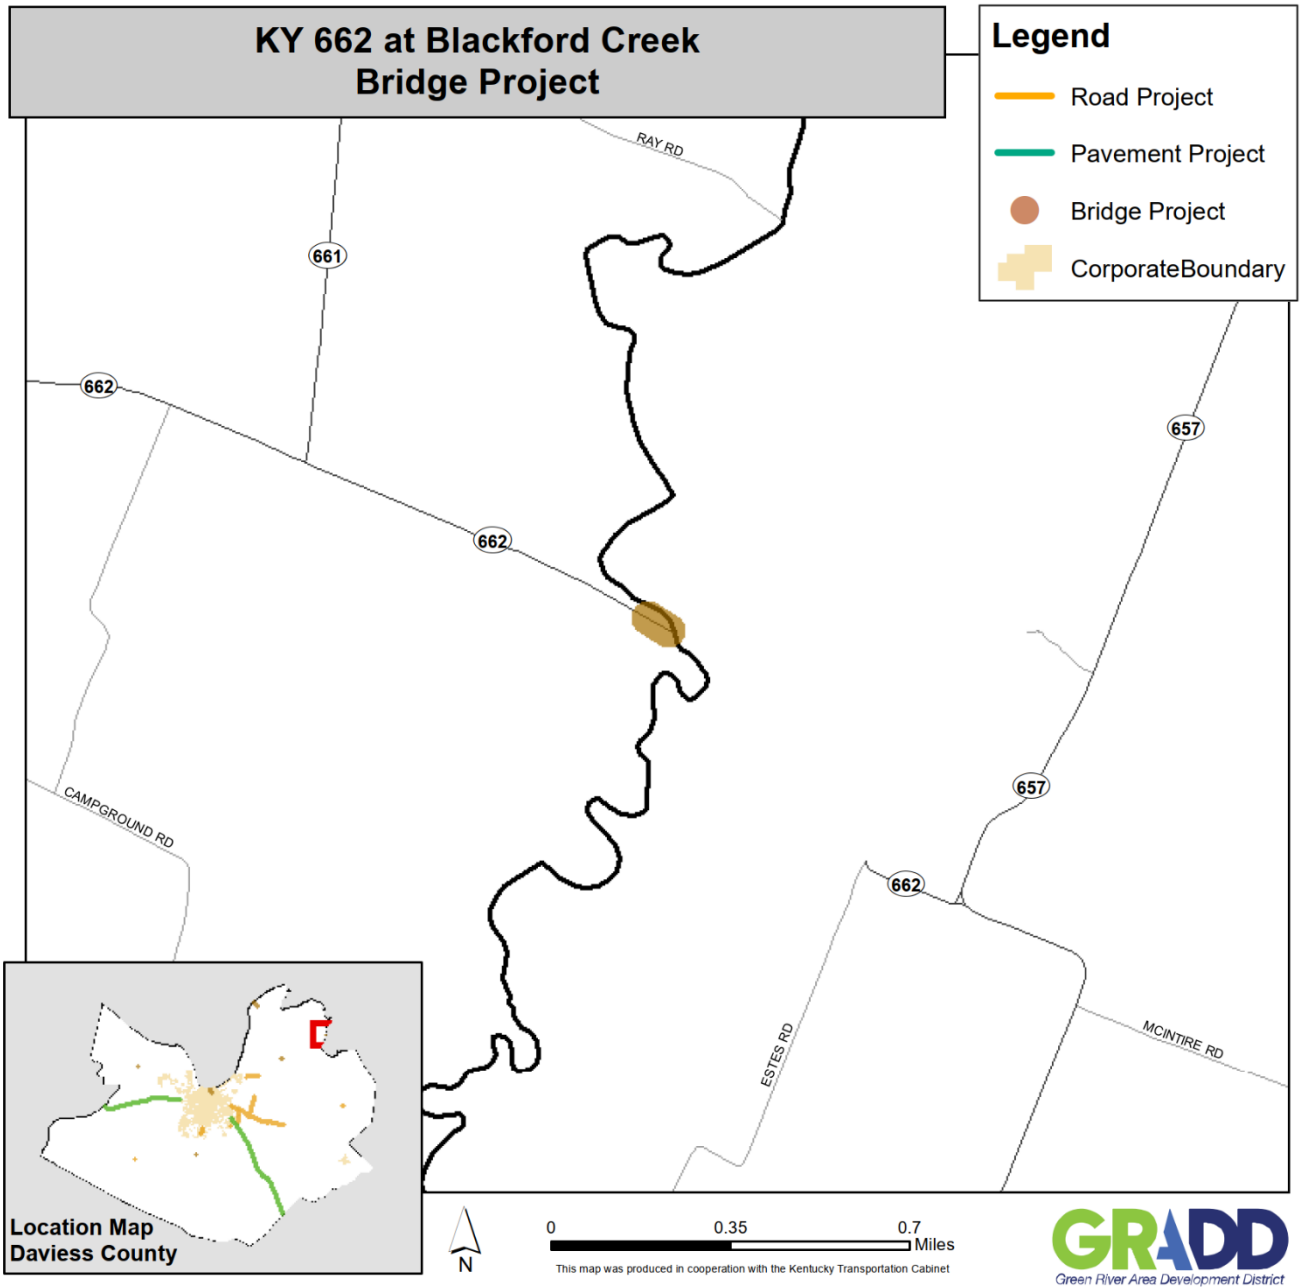 KY 662 at Blackford Creek
Bridge Project
Legend
Road Project
Pavement Project
Bridge Project
CorporateBoundary
RAY RD
661
662
657
662
657
CAMPGROUND RD
662
ESTES RD
MCINTIRE RD
Location Map
Daviess County
N
0 0.35 0.7
Miles
This map was produced in cooperation with the Kentucky Transportation Cabinet
GRADD
Green River Area Development District